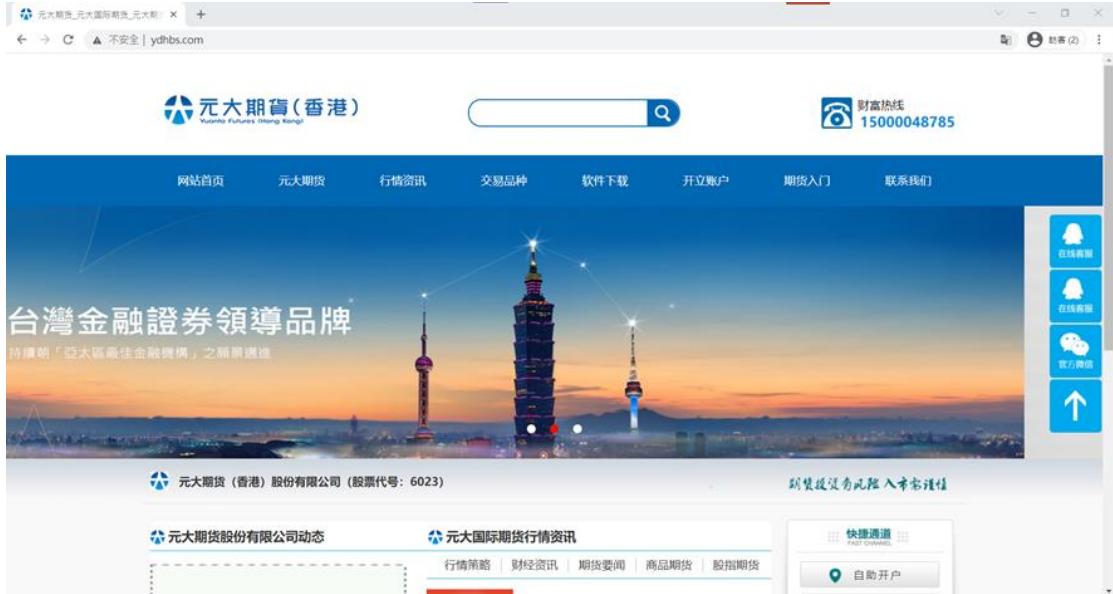 元大期货_元大国际期货_元大期
不安全 | ydhbs.com
訪客 (2)
元大期貨(香港)
Yuanta Futures (Hong Kong)
财富热线
15000048785
网站首页 元大期货 行情资讯 交易品种 软件下载 开立账户 期货入门 联系我们
在线客服
在线客服
官方微信
台灣金融證券領導品牌
持續朝「亞太區最佳金融機構」之願景邁進
元大期货（香港）股份有限公司（股票代号：6023）
期货投资有风险 入市需谨慎
元大期货股份有限公司动态
元大国际期货行情资讯
快捷通道
FAST CHANNEL
行情策略 | 财经资讯 | 期货要闻 | 商品期货 | 股指期货
自助开户